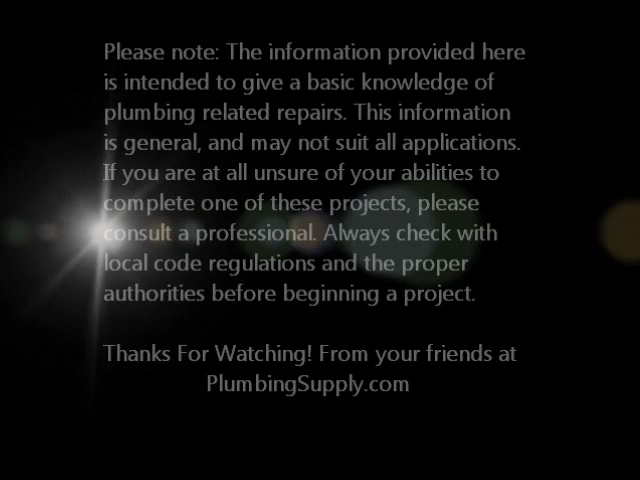 Please note: The information provided here
is intended to give a basic knowledge of
plumbing related repairs. This information
is general, and may not suit all applications.
If you are at all unsure of your abilities to
complete one of these projects, please
consult a professional. Always check with
local code regulations and the proper
authorities before beginning a project.
Thanks For Watching! From your friends at
PlumbingSupply.com